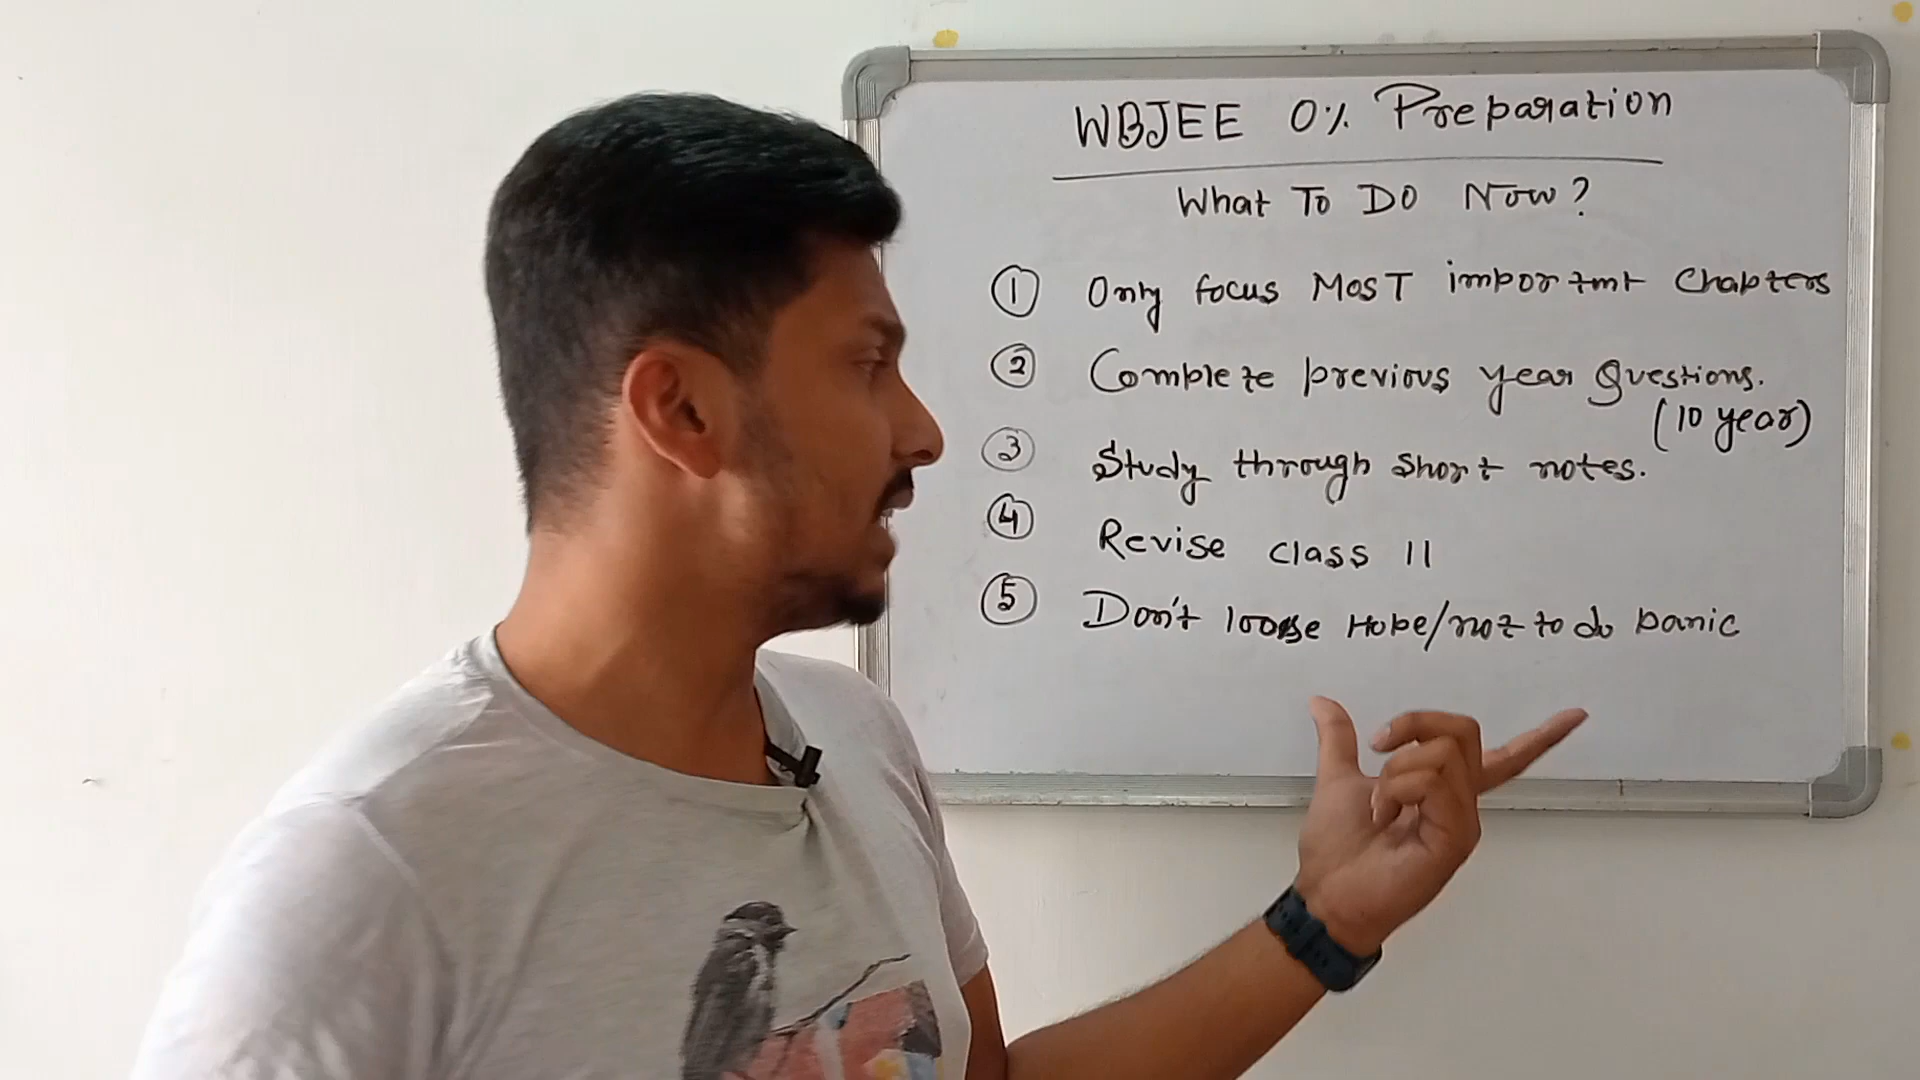 WBJEE 0% Preparation
What To DO Now?
① Only focus MOST important Chapters
② Complete previous year Questions.
(10 year)
③ Study through short notes.
④ Revise class 11
⑤ Don't loose Hope/not to do panic